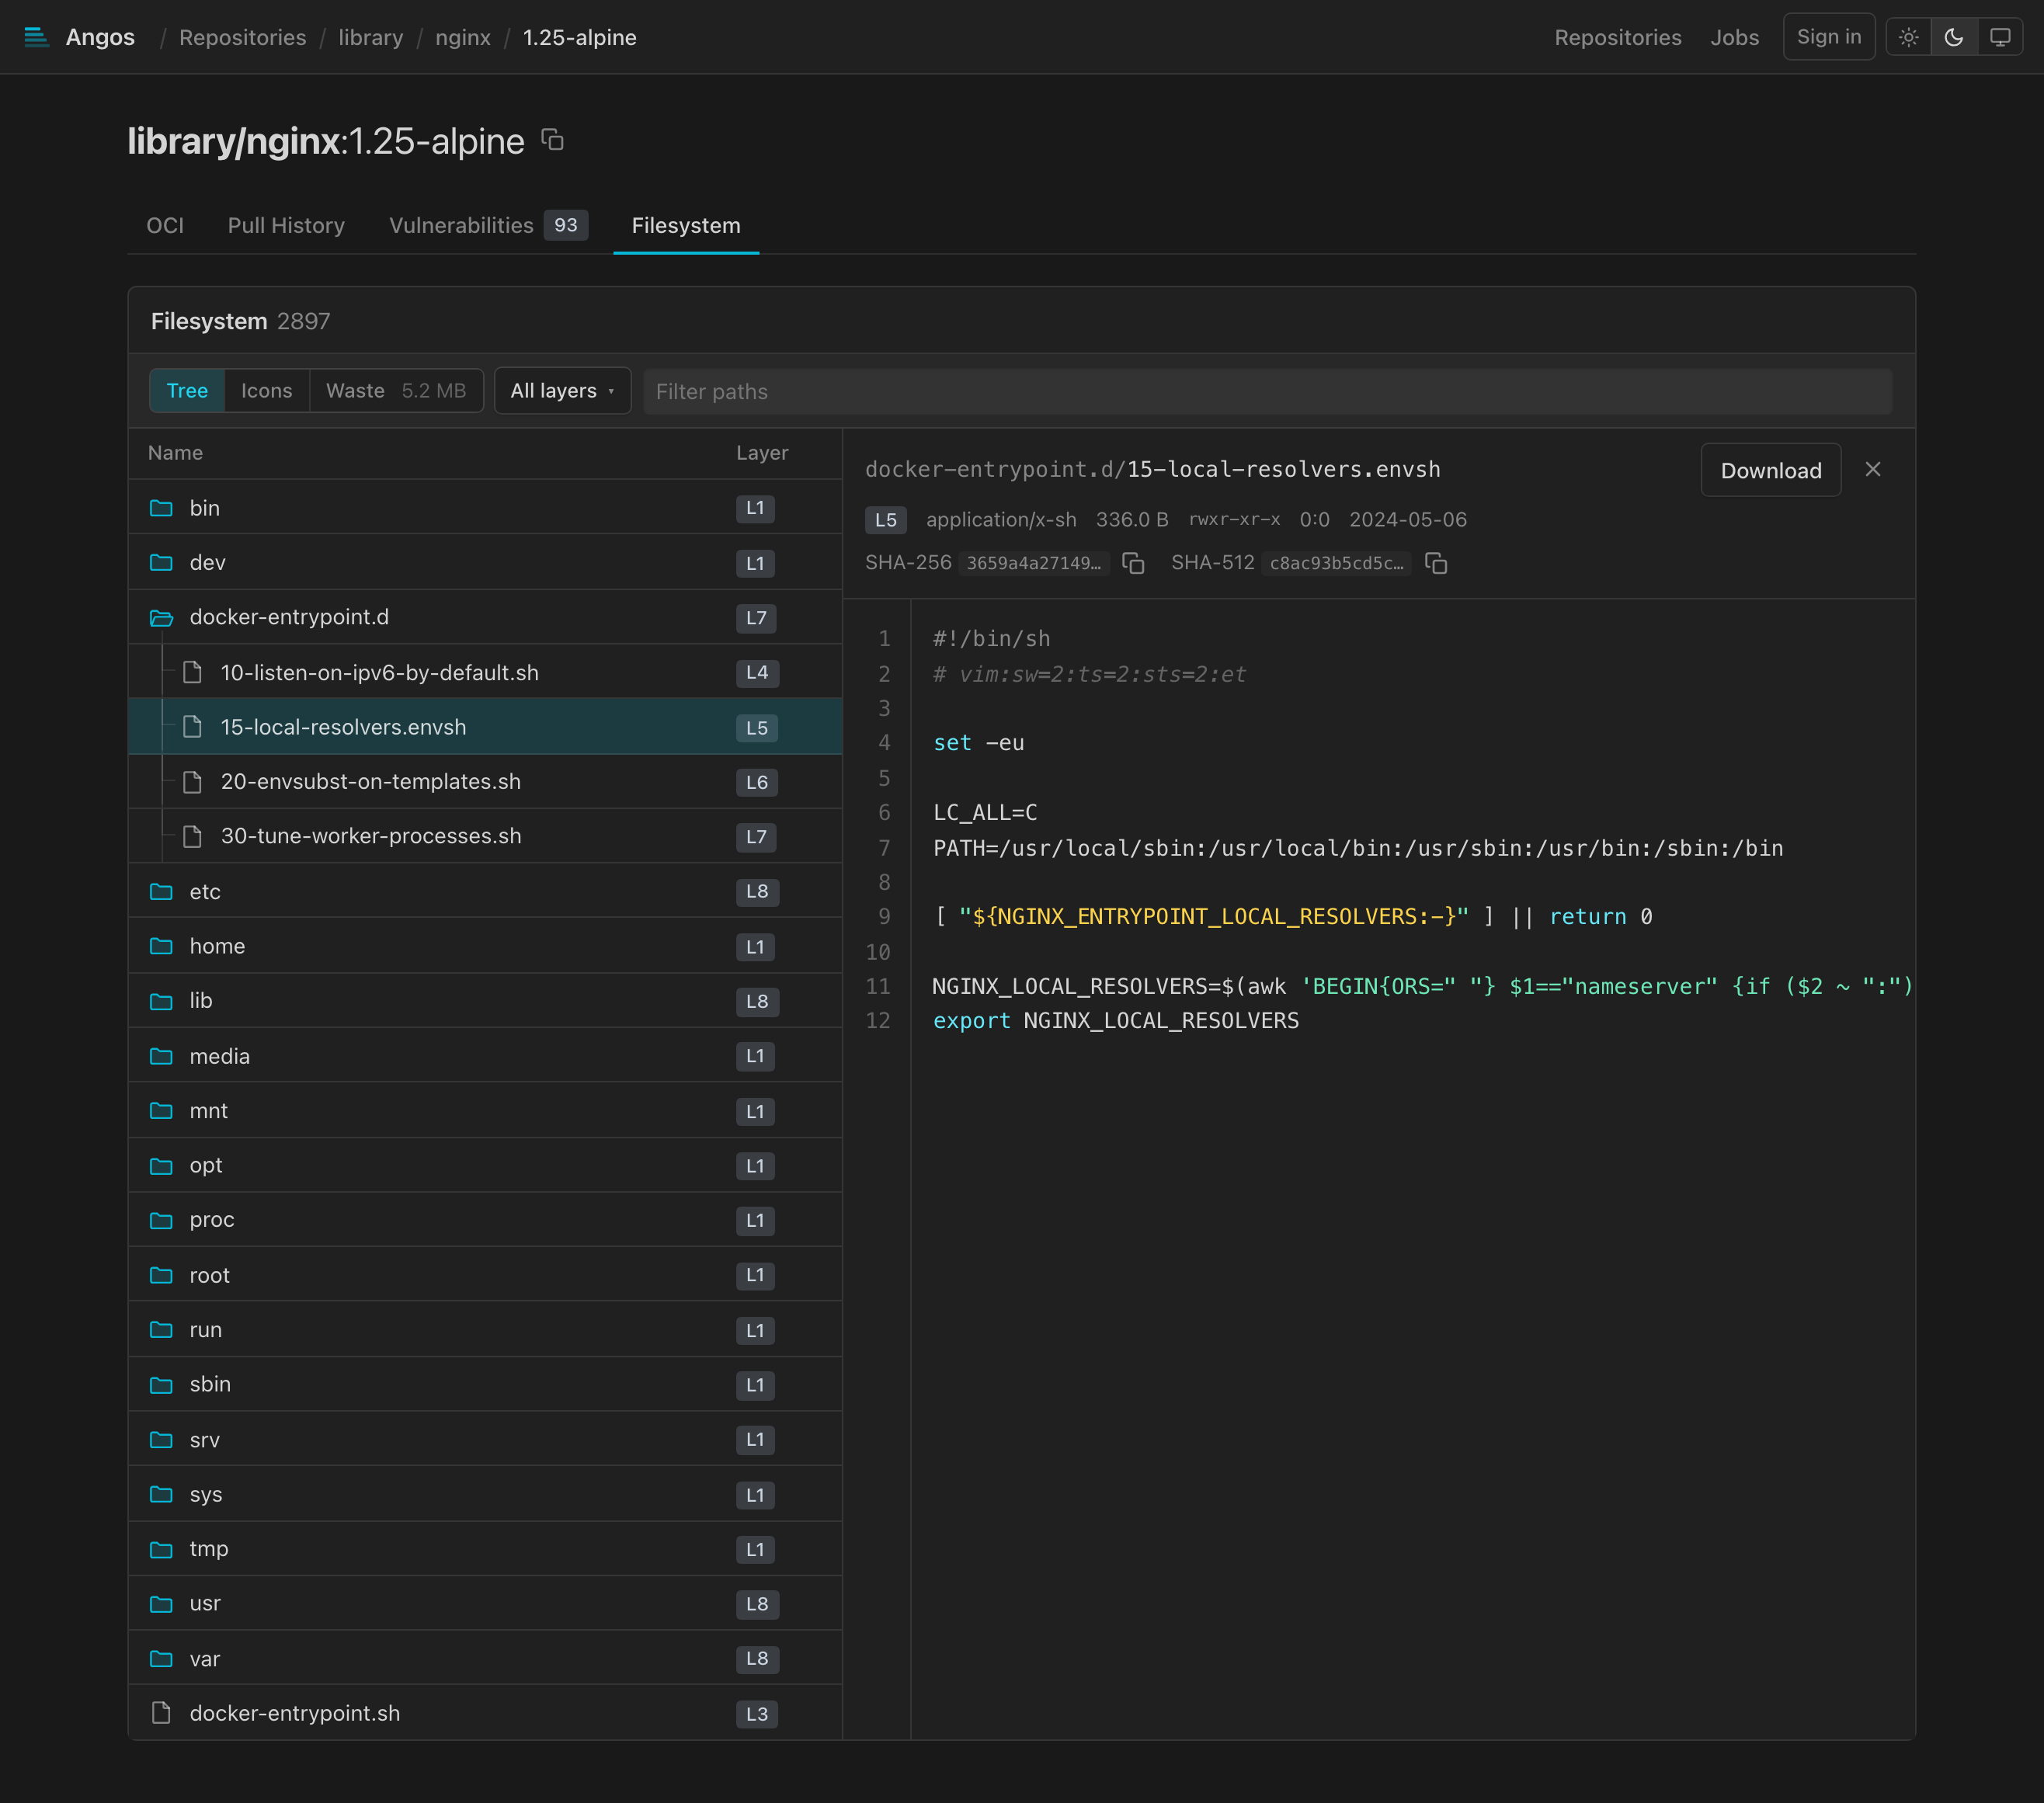 Angos / Repositories / library / nginx / 1.25-alpine Repositories Jobs Sign in
library/nginx:1.25-alpine
OCI Pull History Vulnerabilities 93 Filesystem
Filesystem 2897
Tree Icons Waste 5.2 MB All layers Filter paths
Name Layer
bin L1
dev L1
docker-entrypoint.d L7
10-listen-on-ipv6-by-default.sh L4
15-local-resolvers.envsh L5
20-envsubst-on-templates.sh L6
30-tune-worker-processes.sh L7
etc L8
home L1
lib L8
media L1
mnt L1
opt L1
proc L1
root L1
run L1
sbin L1
srv L1
sys L1
tmp L1
usr L8
var L8
docker-entrypoint.sh L3
docker-entrypoint.d/15-local-resolvers.envsh Download
L5 application/x-sh 336.0 B rwxr-xr-x 0:0 2024-05-06
SHA-256 3659a4a27149… SHA-512 c8ac93b5cd5c…
1 #!/bin/sh
2 # vim:sw=2:ts=2:sts=2:et
3
4 set -eu
5
6 LC_ALL=C
7 PATH=/usr/local/sbin:/usr/local/bin:/usr/sbin:/usr/bin:/sbin:/bin
8
9 [ "${NGINX_ENTRYPOINT_LOCAL_RESOLVERS:-}" ] || return 0
10
11 NGINX_LOCAL_RESOLVERS=$(awk 'BEGIN{ORS=" "} $1=="nameserver" {if ($2 ~ ":")
12 export NGINX_LOCAL_RESOLVERS